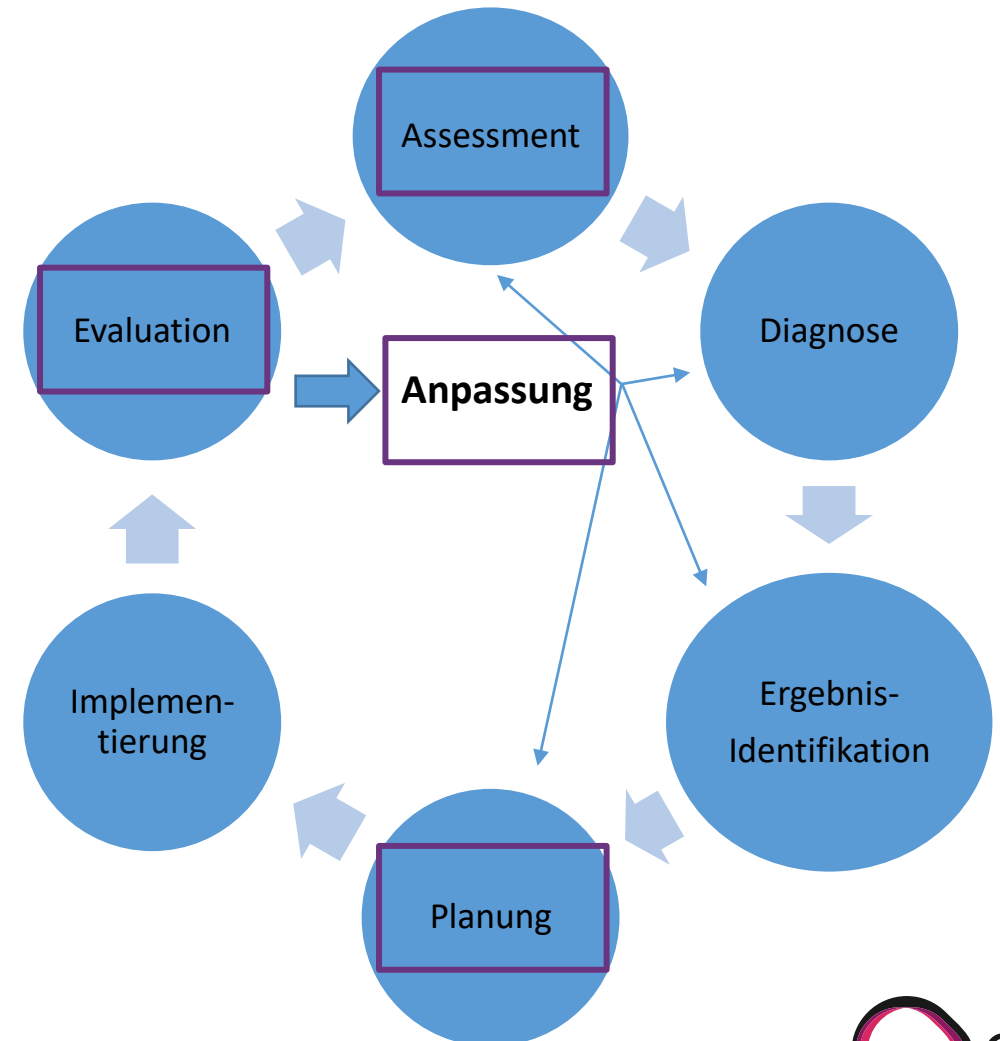 Assessment
Evaluation
Diagnose
Anpassung
Implemen-
tierung
Ergebnis-
Identifikation
Planung